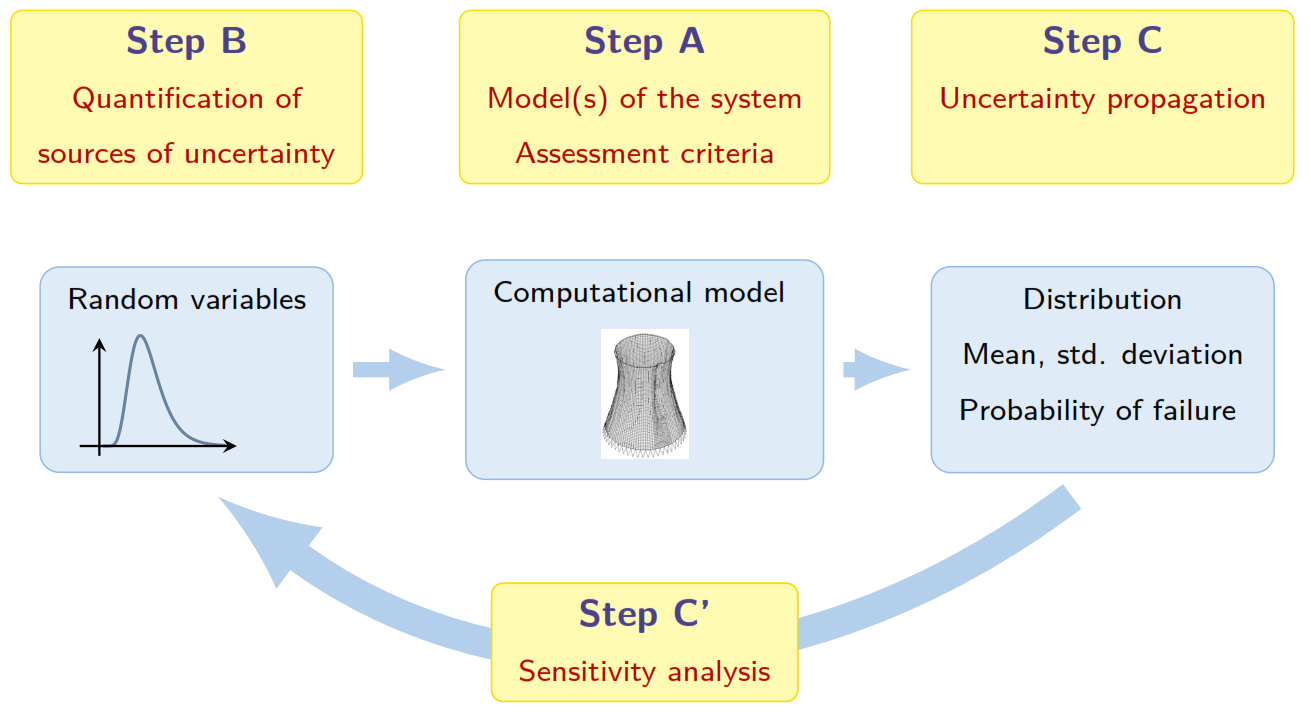 Step B
Quantification of
sources of uncertainty
Step A
Model(s) of the system
Assessment criteria
Step C
Uncertainty propagation
Random variables
Computational model
Distribution
Mean, std. deviation
Probability of failure
Step C’
Sensitivity analysis